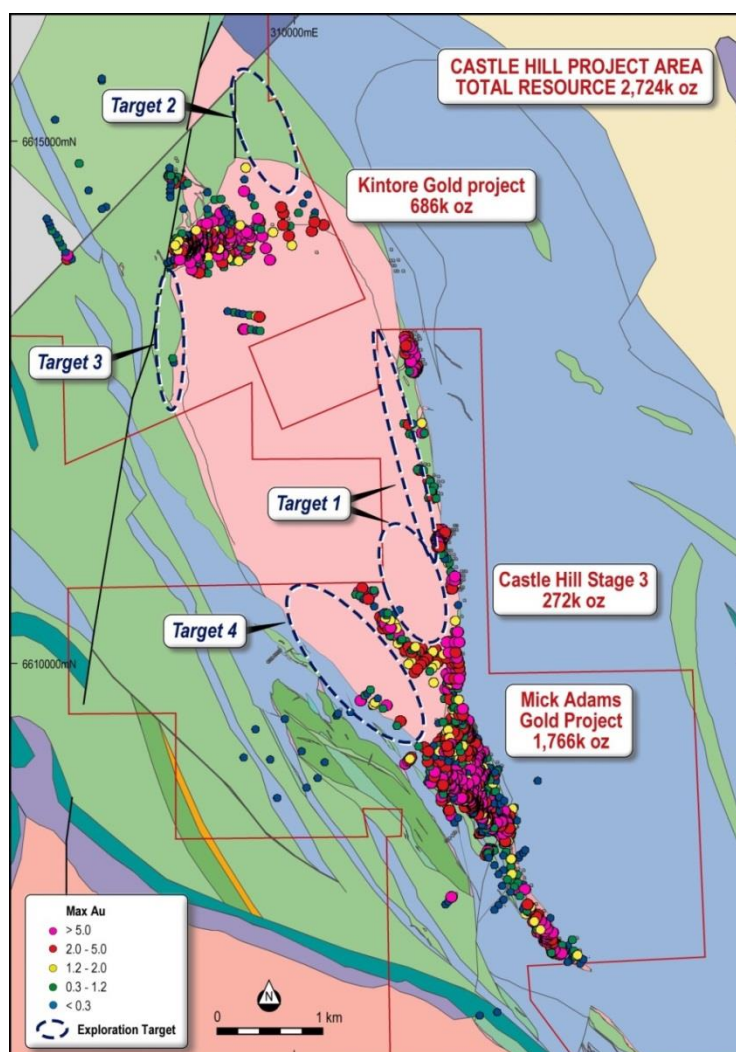 310000mE
CASTLE HILL PROJECT AREA
TOTAL RESOURCE 2,724k oz
Target 2
6615000mN
Kintore Gold project
686k oz
Target 3
Target 1
Castle Hill Stage 3
272k oz
Target 4
6610000mN
Mick Adams
Gold Project
1,766k oz
Max Au
> 5.0
2.0 - 5.0
1.2 - 2.0
0.3 - 1.2
< 0.3
Exploration Target
N
0
1 km